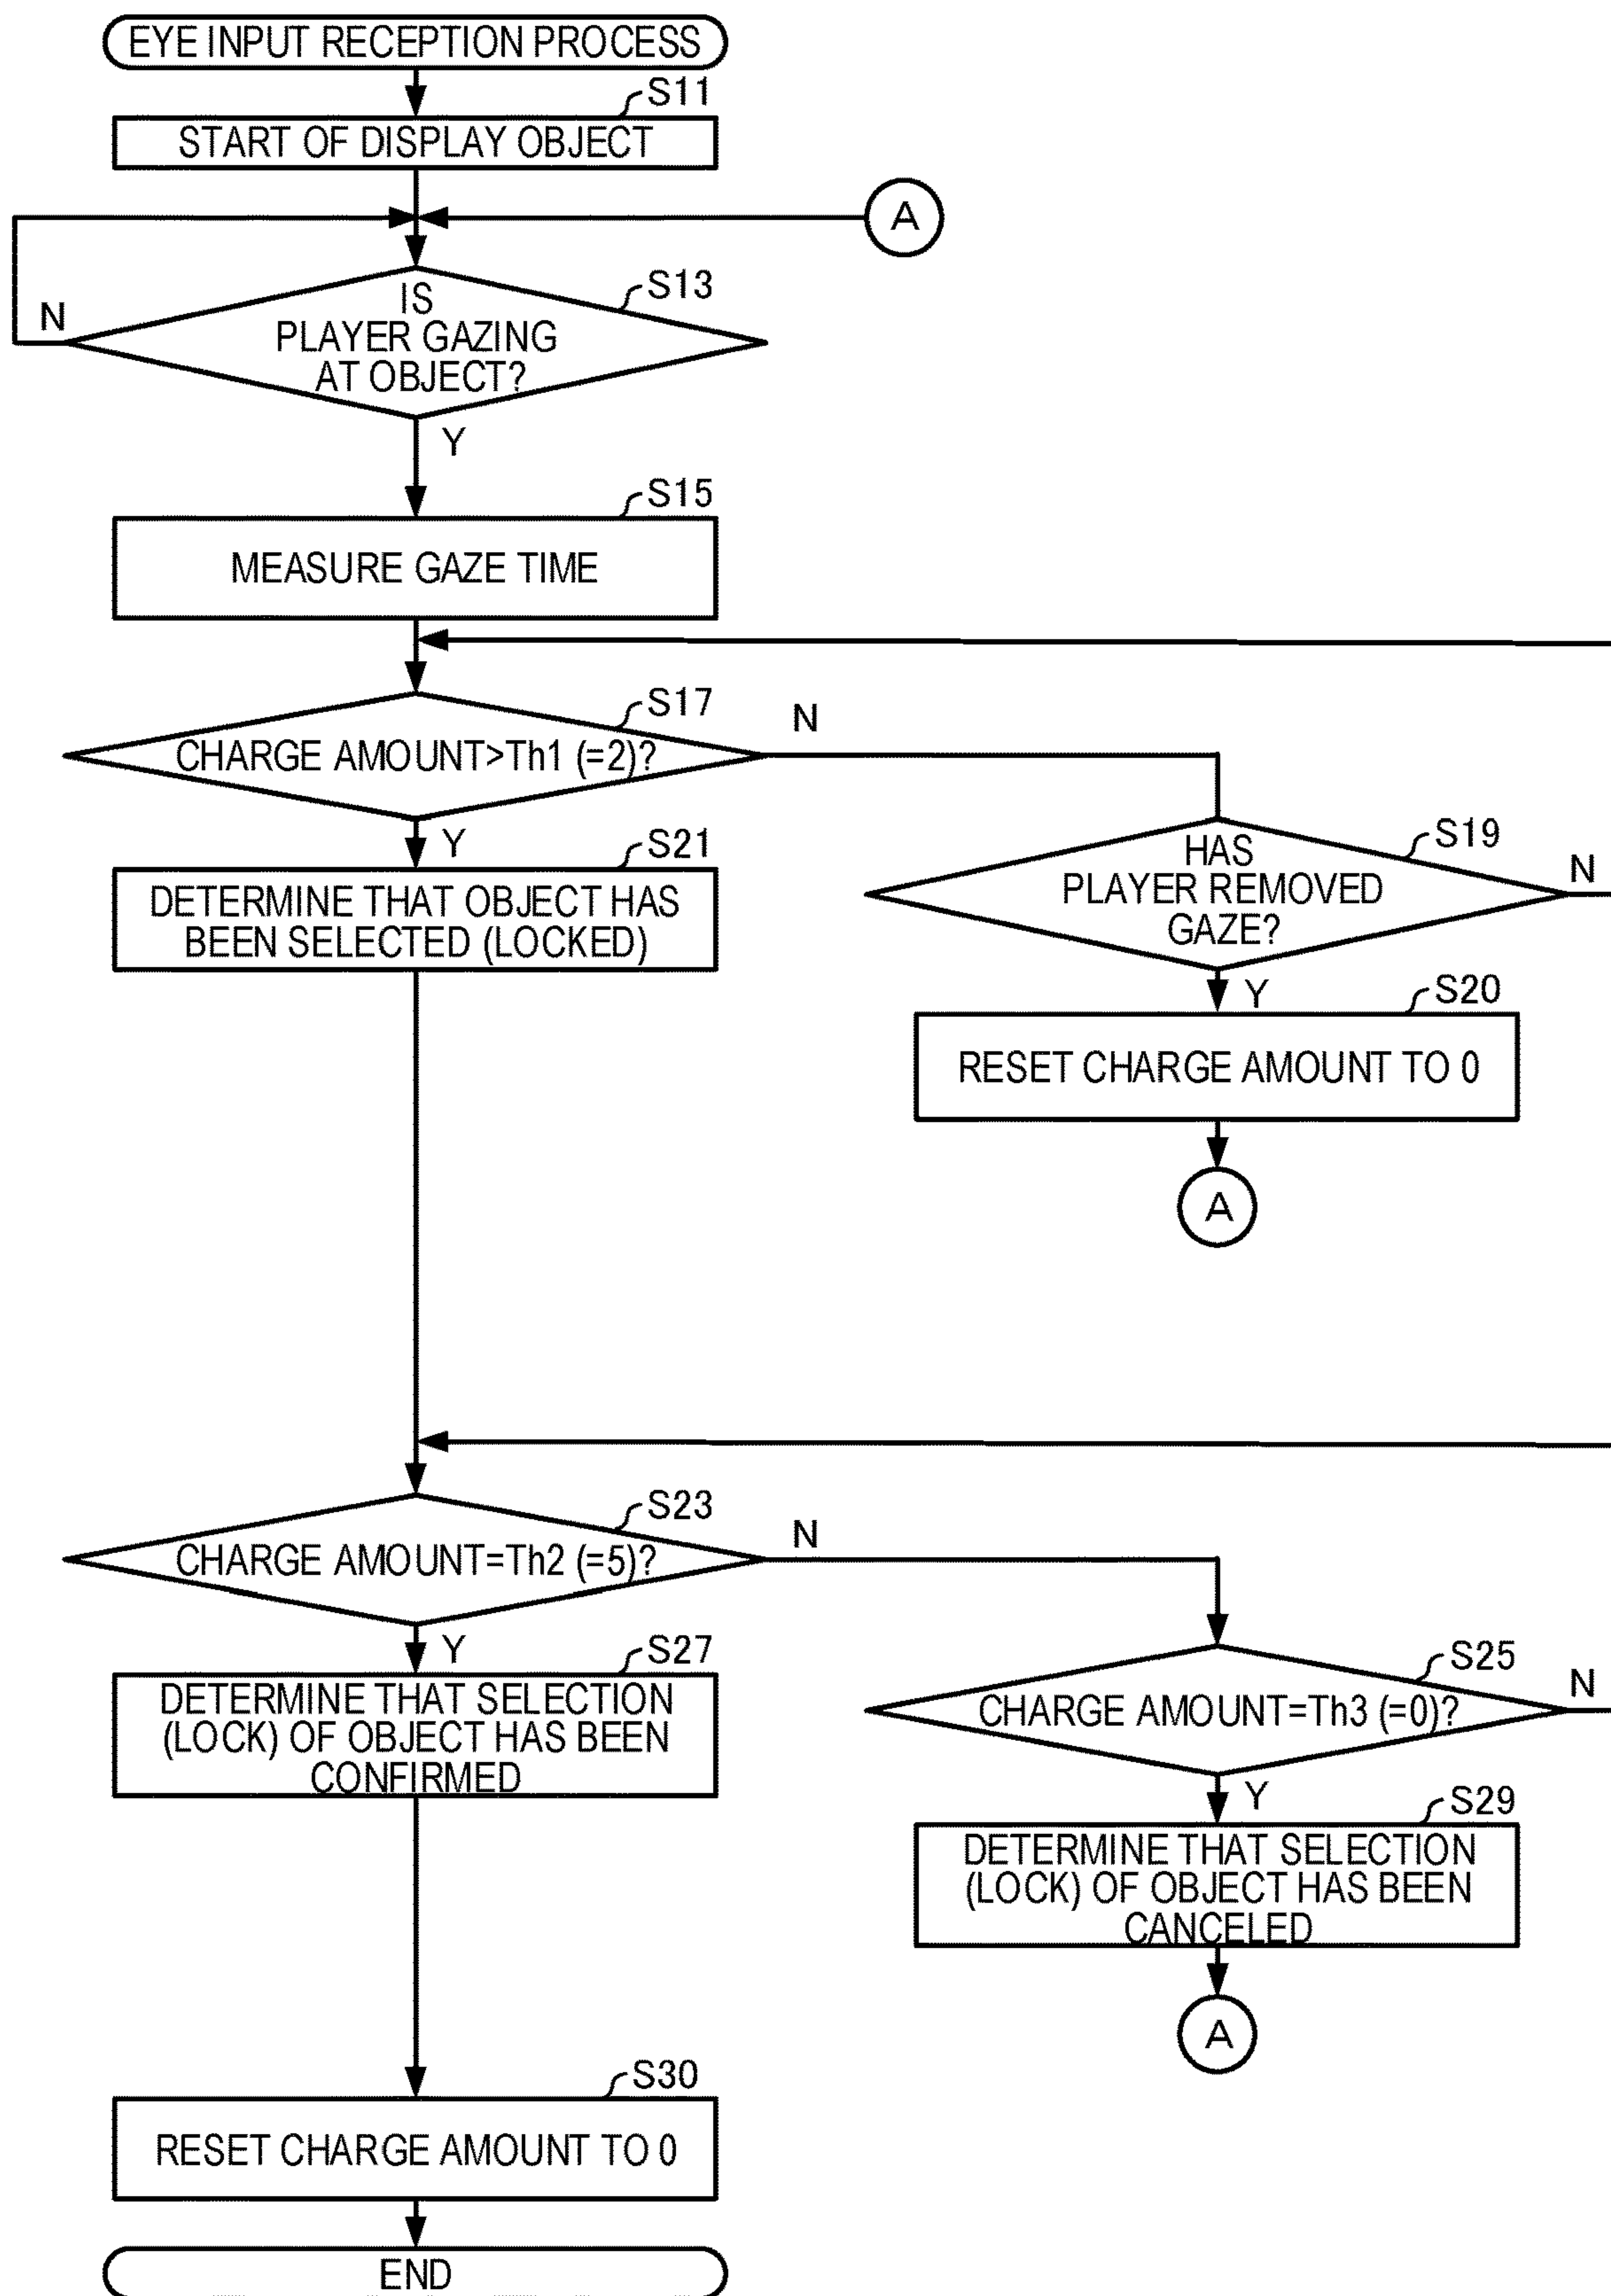 EYE INPUT RECEPTION PROCESS
S11
START OF DISPLAY OBJECT
A
S13
IS
PLAYER GAZING
AT OBJECT?
N
Y
S15
MEASURE GAZE TIME
S17
CHARGE AMOUNT>Th1 (=2)?
N
Y
S19
HAS
PLAYER REMOVED
GAZE?
N
Y
S21
DETERMINE THAT OBJECT HAS
BEEN SELECTED (LOCKED)
S20
RESET CHARGE AMOUNT TO 0
A
S23
CHARGE AMOUNT=Th2 (=5)?
N
Y
S25
CHARGE AMOUNT=Th3 (=0)?
N
Y
S27
DETERMINE THAT SELECTION
(LOCK) OF OBJECT HAS BEEN
CONFIRMED
S29
DETERMINE THAT SELECTION
(LOCK) OF OBJECT HAS BEEN
CANCELED
A
S30
RESET CHARGE AMOUNT TO 0
END